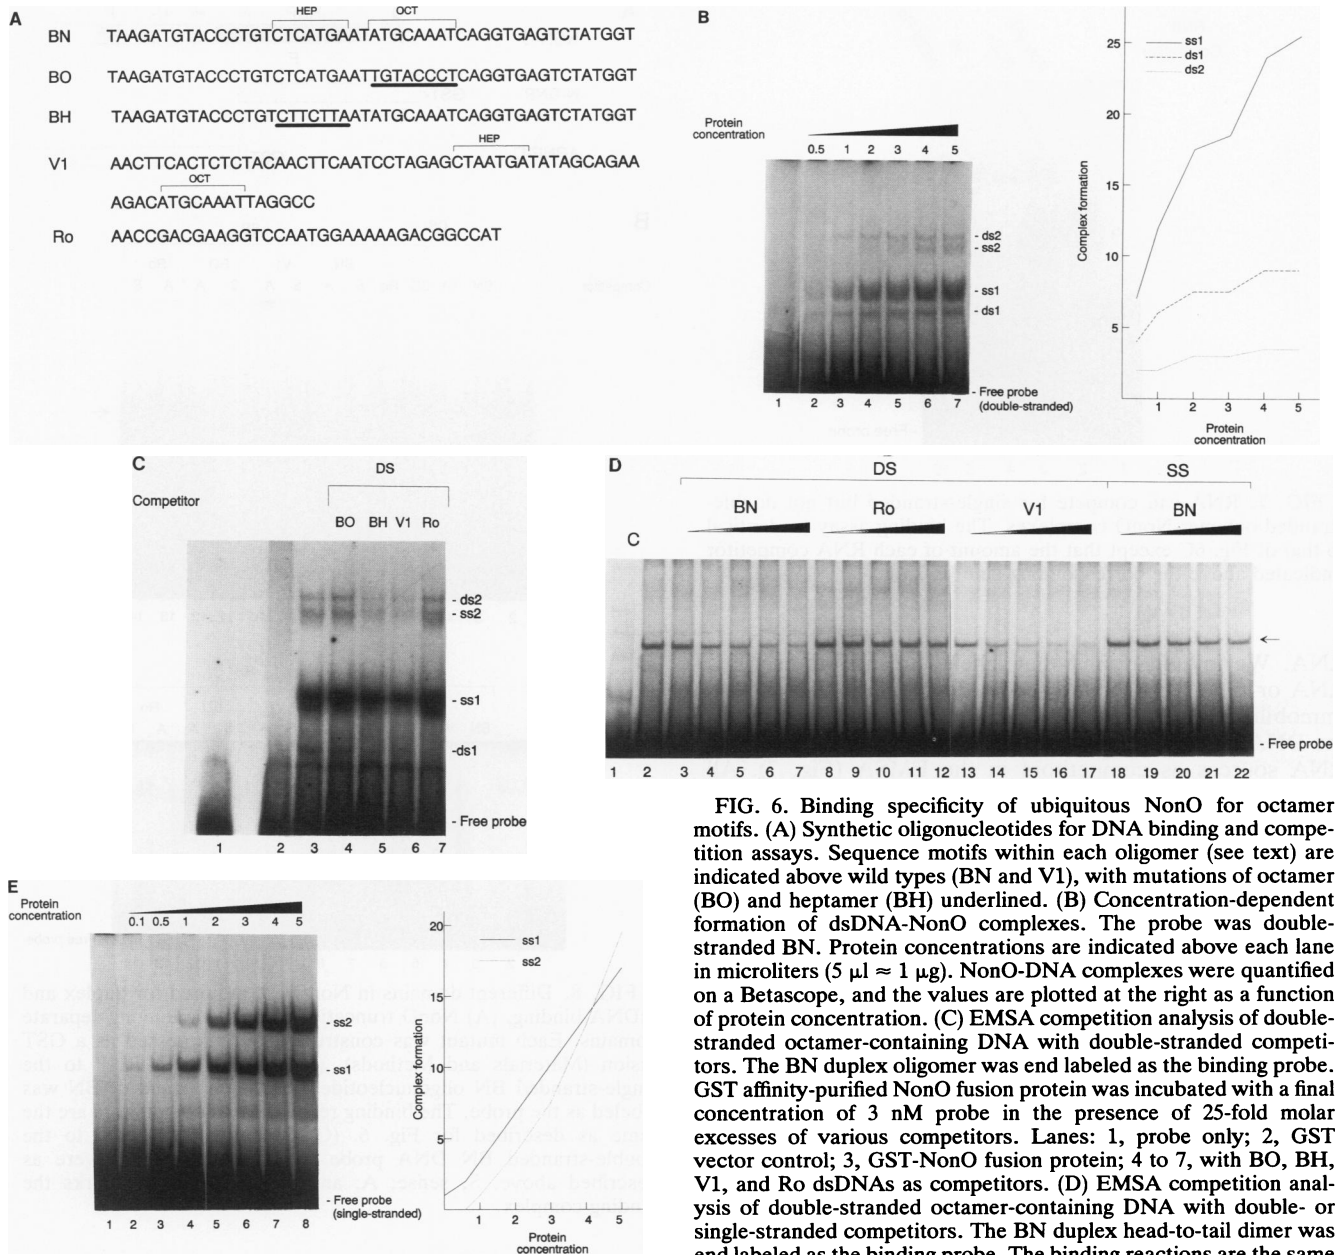 A
HEP OCT
BN TAAGATGTACCCTGTCTCATGAATATGCAAATCAGGTGAGTCTATGGT
BO TAAGATGTACCCTGTCTCATGAATTGTACCCTCAGGTGAGTCTATGGT
BH TAAGATGTACCCTGTCTTCTTAATATGCAAATCAGGTGAGTCTATGGT
HEP
V1 AACTTCACTCTCTACAACTTCAATCCTAGAGCTAATGATATAGCAGAA
OCT
AGACATGCAAATTAGGCC
Ro AACCGACGAAGGTCCAATGGAAAAAGACGGCCAT
B
Protein
concentration
0.5 1 2 3 4 5
- ds2
- ss2
- ss1
- ds1
- Free probe
(double-stranded)
1 2 3 4 5 6 7
ss1
ds1
ds2
25
20
15
10
5
Complex formation
1 2 3 4 5
Protein
concentration
C
DS
Competitor
BO BH V1 Ro
- ds2
- ss2
- ss1
-ds1
- Free probe
1 2 3 4 5 6 7
D
DS SS
BN Ro V1 BN
C
←
- Free probe
1 2 3 4 5 6 7 8 9 10 11 12 13 14 15 16 17 18 19 20 21 22
E
Protein
concentration
0.1 0.5 1 2 3 4 5
- ss2
- ss1
- Free probe
(single-stranded)
1 2 3 4 5 6 7 8
ss1
ss2
20
15
10
5
Complex formation
1 2 3 4 5
Protein
concentration
FIG. 6. Binding specificity of ubiquitous NonO for octamer
motifs. (A) Synthetic oligonucleotides for DNA binding and compe-
tition assays. Sequence motifs within each oligomer (see text) are
indicated above wild types (BN and V1), with mutations of octamer
(BO) and heptamer (BH) underlined. (B) Concentration-dependent
formation of dsDNA-NonO complexes. The probe was double-
stranded BN. Protein concentrations are indicated above each lane
in microliters (5 μl ≈ 1 μg). NonO-DNA complexes were quantified
on a Betascope, and the values are plotted at the right as a function
of protein concentration. (C) EMSA competition analysis of double-
stranded octamer-containing DNA with double-stranded competi-
tors. The BN duplex oligomer was end labeled as the binding probe.
GST affinity-purified NonO fusion protein was incubated with a final
concentration of 3 nM probe in the presence of 25-fold molar
excesses of various competitors. Lanes: 1, probe only; 2, GST
vector control; 3, GST-NonO fusion protein; 4 to 7, with BO, BH,
V1, and Ro dsDNAs as competitors. (D) EMSA competition anal-
ysis of double-stranded octamer-containing DNA with double- or
single-stranded competitors. The BN duplex head-to-tail dimer was
end labeled as the binding probe. The binding reactions are the same